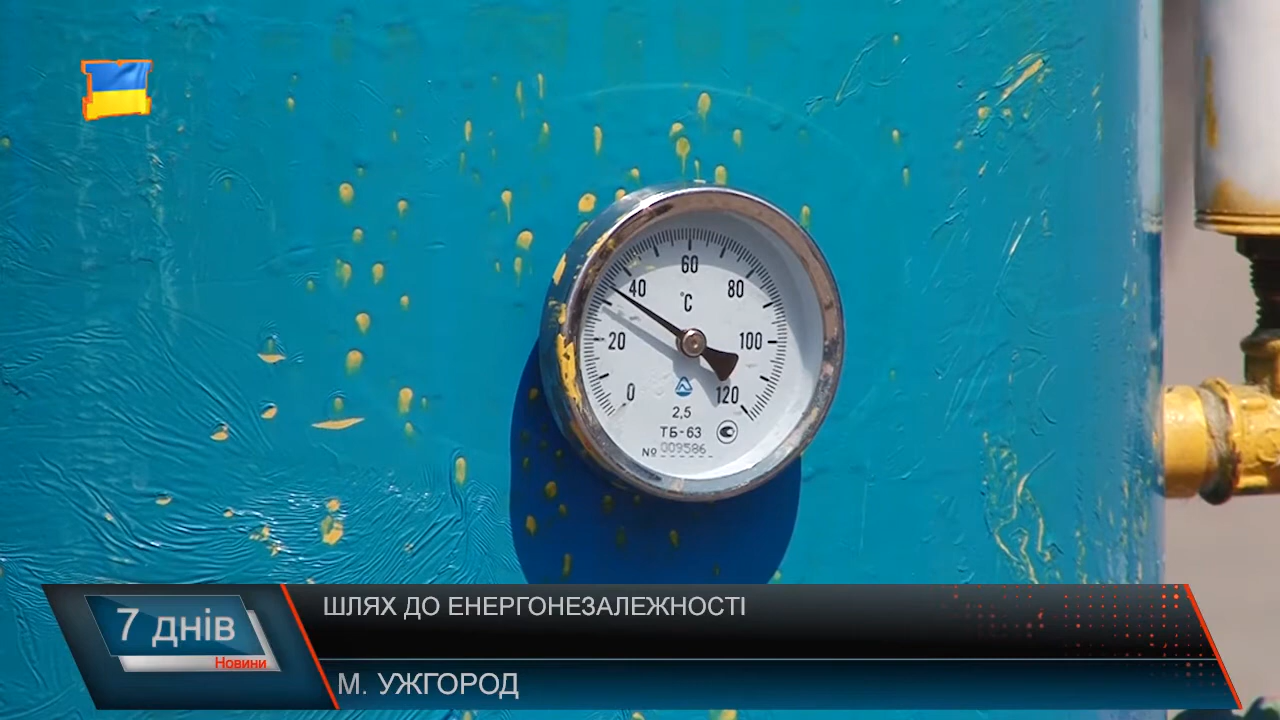 60
40
80
°C
20
100
0
120
2,5
ТБ-63
№ 009586
7 днів
Новини
ШЛЯХ ДО ЕНЕРГОНЕЗАЛЕЖНОСТІ
М. УЖГОРОД